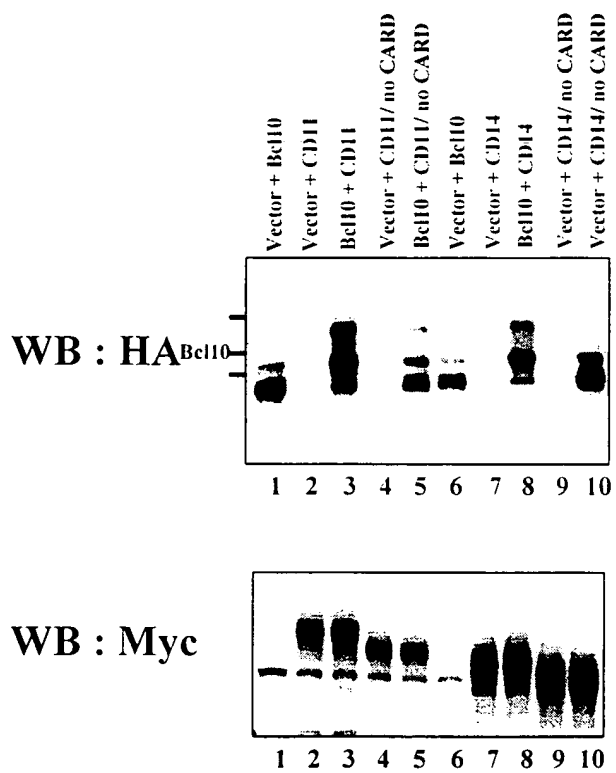 Vector + Bcl10
Vector + CD11
Bcl10 + CD11
Vector + CD11/ no CARD
Bcl10 + CD11/ no CARD
Vector + Bcl10
Vector + CD14
Bcl10 + CD14
Vector + CD14/ no CARD
Vector + CD14/ no CARD
WB : HA Bcl10
1 2 3 4 5 6 7 8 9 10
WB : Myc
1 2 3 4 5 6 7 8 9 10